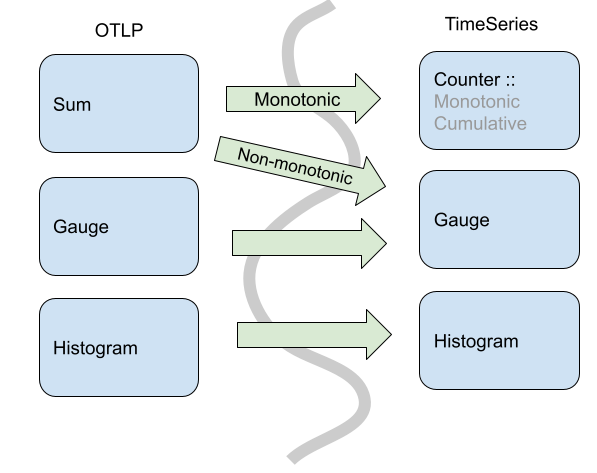 OTLP
TimeSeries
Sum
Monotonic
Counter ::
Monotonic
Cumulative
Non-monotonic
Gauge
Gauge
Histogram
Histogram